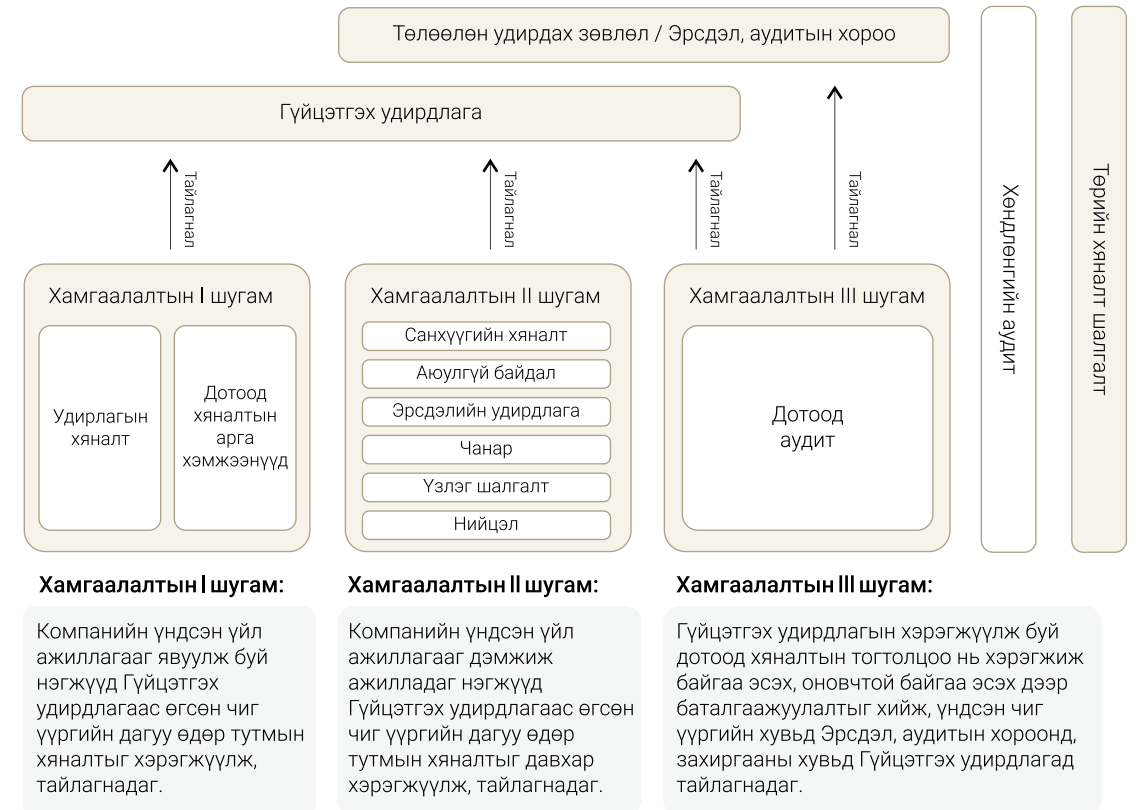 Төлөөлөн удирдах зөвлөл / Эрсдэл, аудитын хороо
Гүйцэтгэх удирдлага
Тайлагнал
Тайлагнал
Тайлагнал
Тайлагнал
Хамгаалалтын I шугам
Удирлагын
хяналт
Дотоод
хяналтын
арга
хэмжээнүүд
Хамгаалалтын II шугам
Санхүүгийн хяналт
Аюулгүй байдал
Эрсдэлийн удирдлага
Чанар
Үзлэг шалгалт
Нийцэл
Хамгаалалтын III шугам
Дотоод
аудит
Хөндлөнгийн аудит
Төрийн хяналт шалгалт
Хамгаалалтын I шугам:
Компанийн үндсэн үйл
ажиллагааг явуулж буй
нэгжүүд Гүйцэтгэх
удирдлагаас өгсөн чиг
үүргийн дагуу өдөр тутмын
хяналтыг хэрэгжүүлж,
тайлагнадаг.
Хамгаалалтын II шугам:
Компанийн үндсэн үйл
ажиллагааг дэмжиж
ажилладаг нэгжүүд
Гүйцэтгэх удирдлагаас өгсөн
чиг үүргийн дагуу өдөр
тутмын хяналтыг давхар
хэрэгжүүлж, тайлагнадаг.
Хамгаалалтын III шугам:
Гүйцэтгэх удирдлагын хэрэгжүүлж буй
дотоод хяналтын тогтолцоо нь хэрэгжиж
байгаа эсэх, оновчтой байгаа эсэх дээр
баталгаажуулалтыг хийж, үндсэн чиг
үүргийн хувьд Эрсдэл, аудитын хороонд,
захиргааны хувьд Гүйцэтгэх удирдлагад
тайлагнадаг.